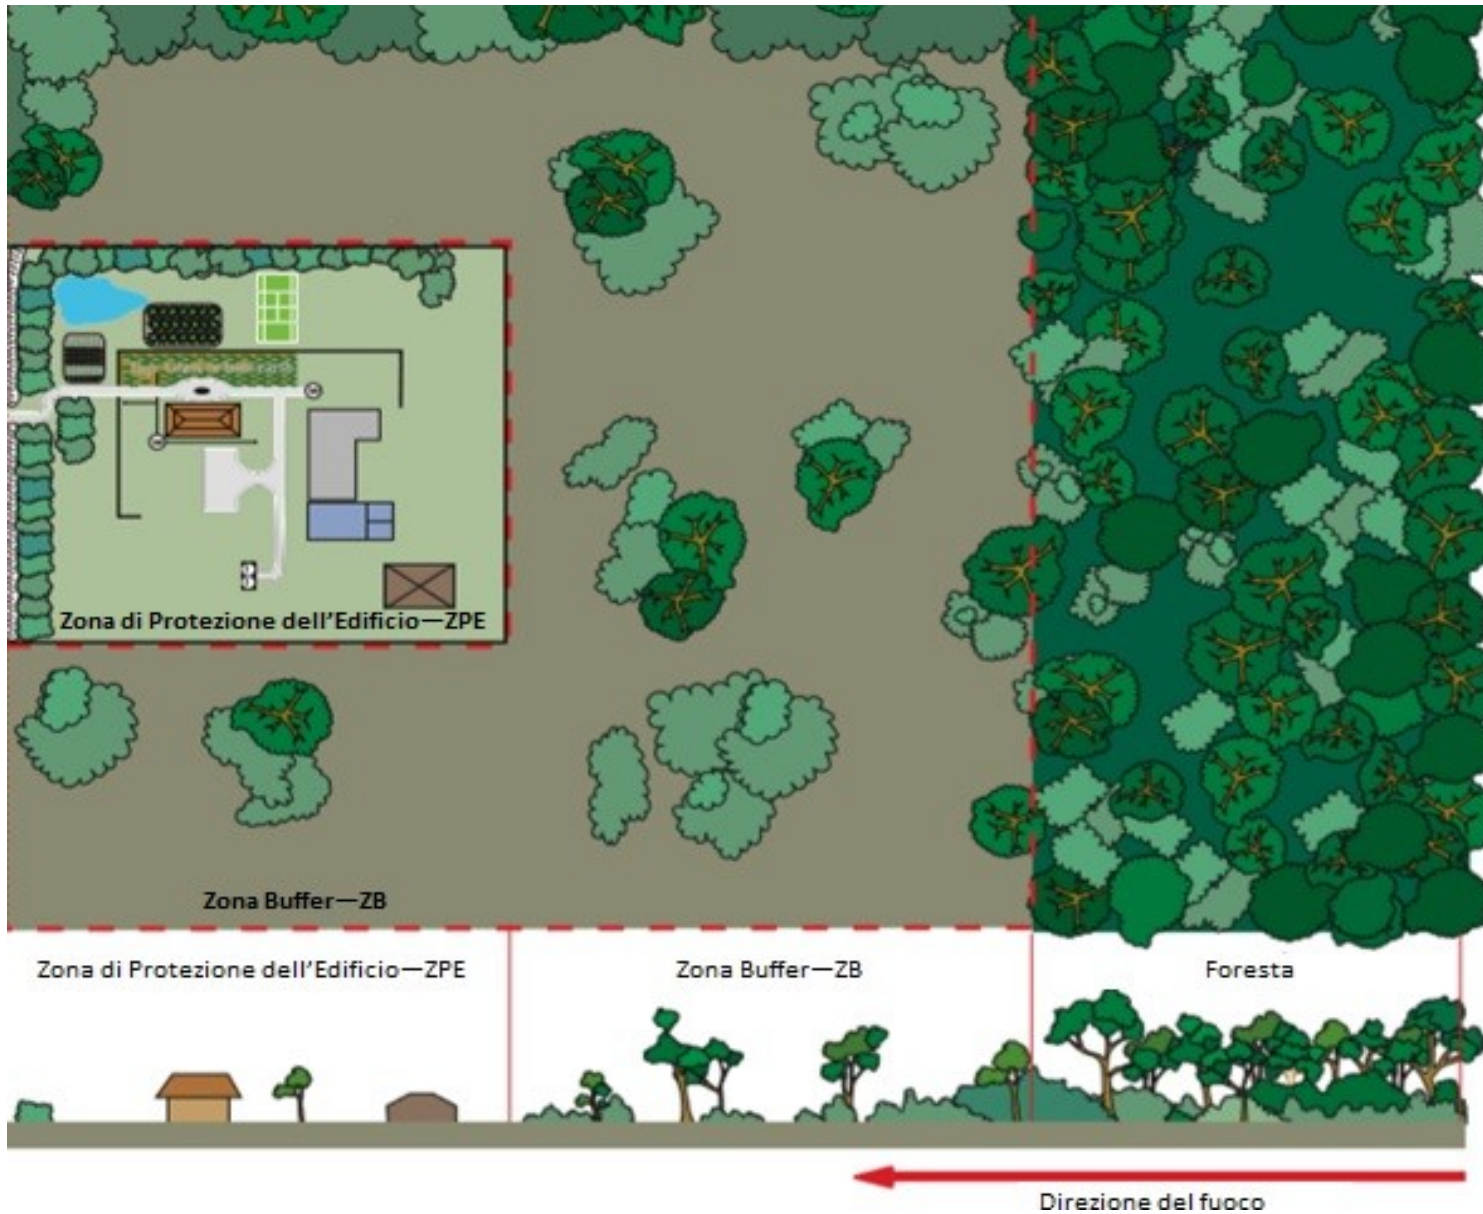 Zona di Protezione dell'Edificio—ZPE
Zona Buffer—ZB
Zona di Protezione dell'Edificio—ZPE
Zona Buffer—ZB
Foresta
Direzione del fuoco